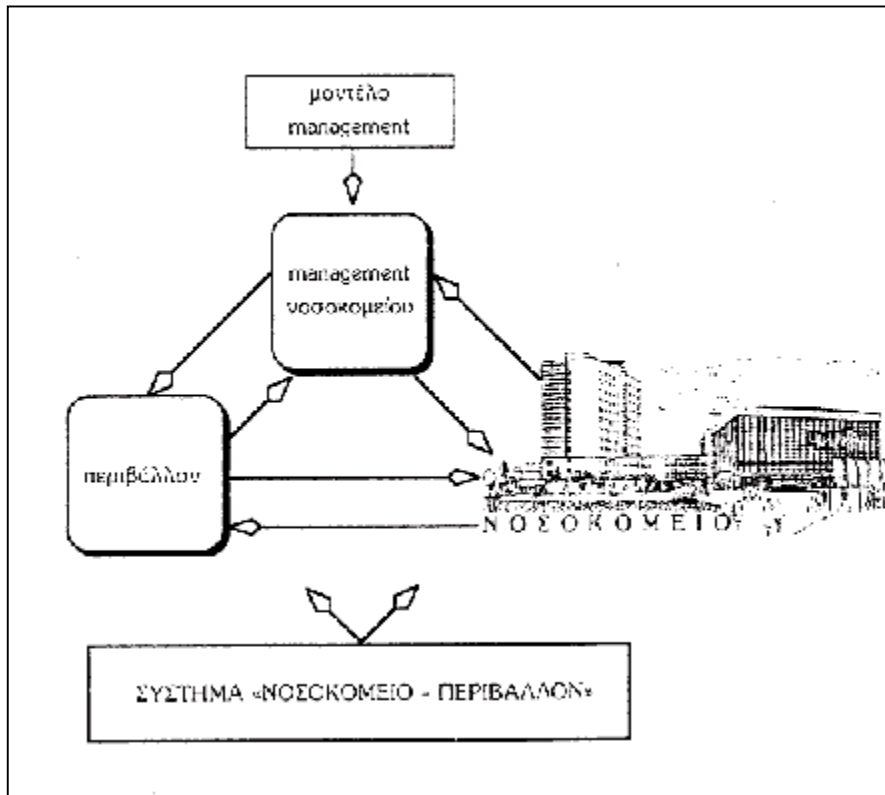 μοντέλο
management
management
νοσοκομείου
περιβάλλον
ΝΟΣΟΚΟΜΕΙΟ
ΣΥΣΤΗΜΑ «ΝΟΣΟΚΟΜΕΙΟ - ΠΕΡΙΒΑΛΛΟΝ»